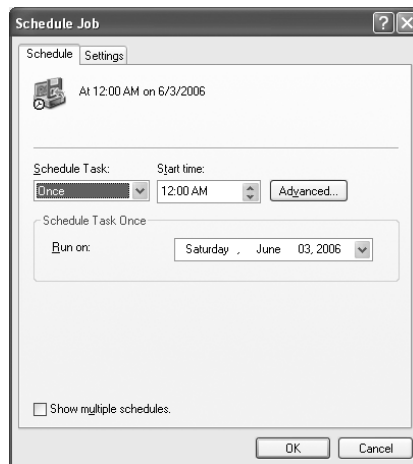 Schedule Job
Schedule Settings
At 12:00 AM on 6/3/2006
Schedule Task: Start time:
Once 12:00 AM Advanced...
Schedule Task Once
Run on: Saturday , June 03, 2006
Show multiple schedules.
OK Cancel